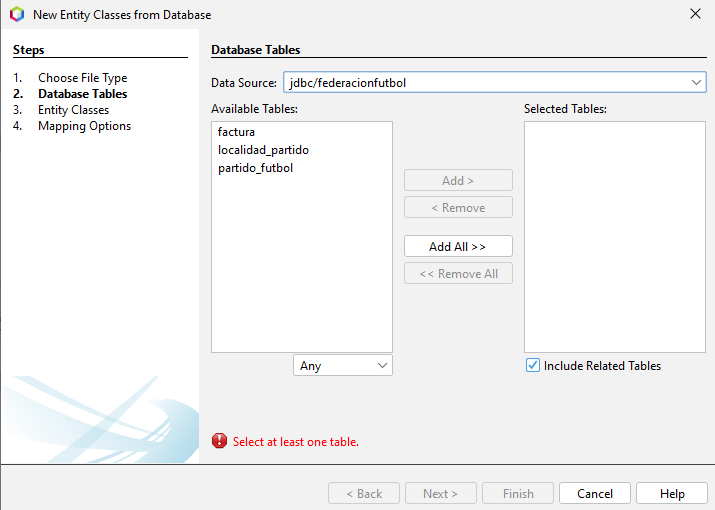 New Entity Classes from Database
Steps
1. Choose File Type
2. Database Tables
3. Entity Classes
4. Mapping Options
Database Tables
Data Source: jdbc/federacionfutbol
Available Tables:
factura
localidad_partido
partido_futbol
Any
Add >
< Remove
Add All >>
<< Remove All
Selected Tables:
Include Related Tables
Select at least one table.
< Back
Next >
Finish
Cancel
Help